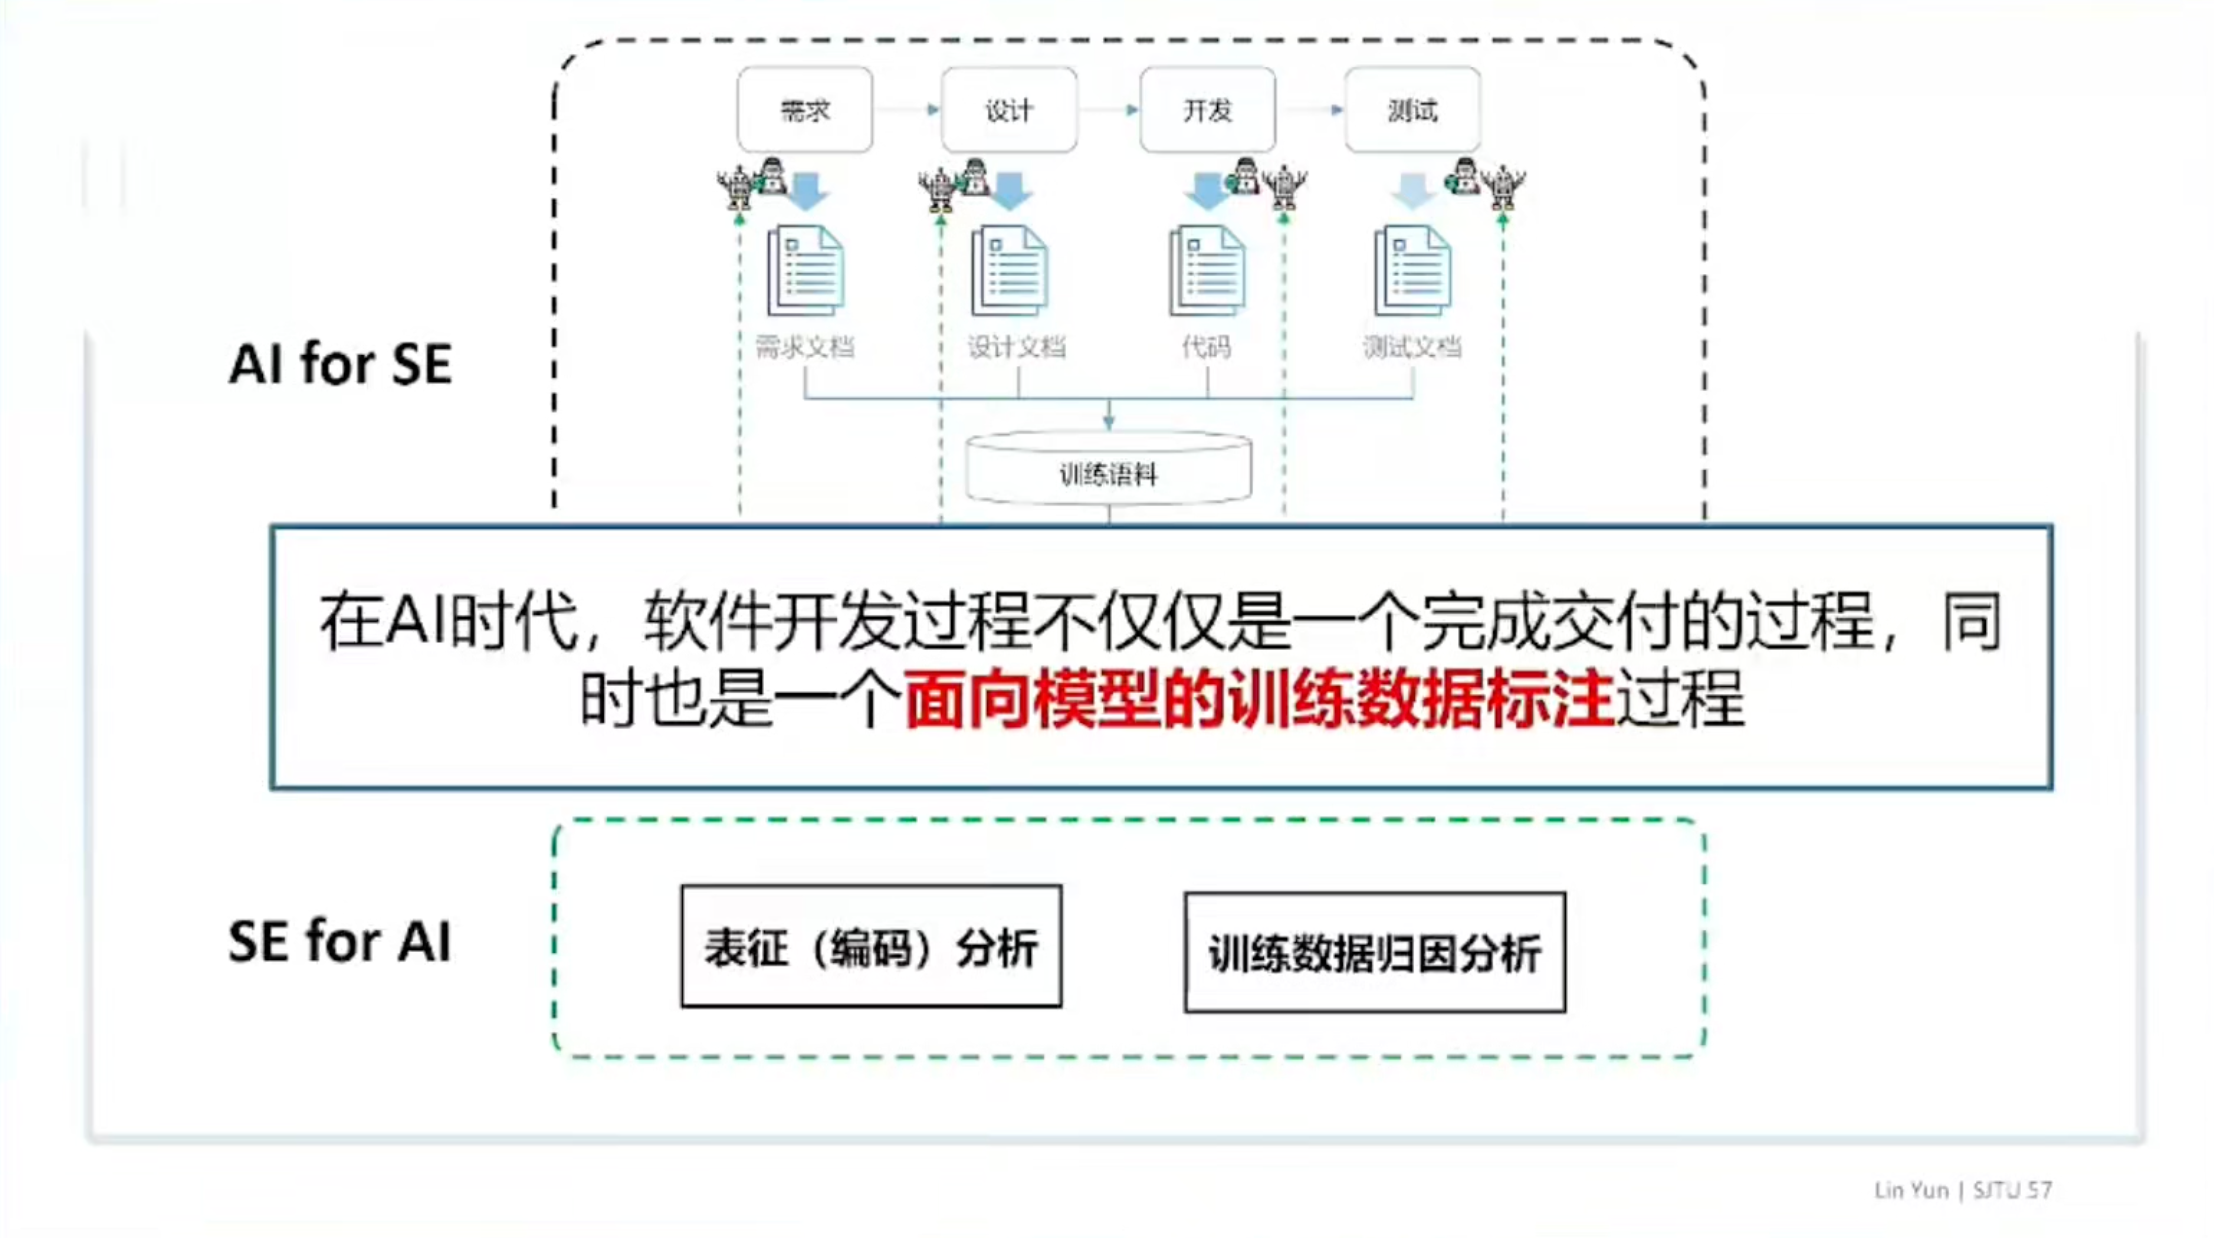 需求 设计 开发 测试
需求文档 设计文档 代码 测试文档
AI for SE
训练语料
在AI时代，软件开发过程不仅仅是一个完成交付的过程，同
时也是一个面向模型的训练数据标注过程
SE for AI
表征（编码）分析
训练数据归因分析
Lin Yun | SJTU 57